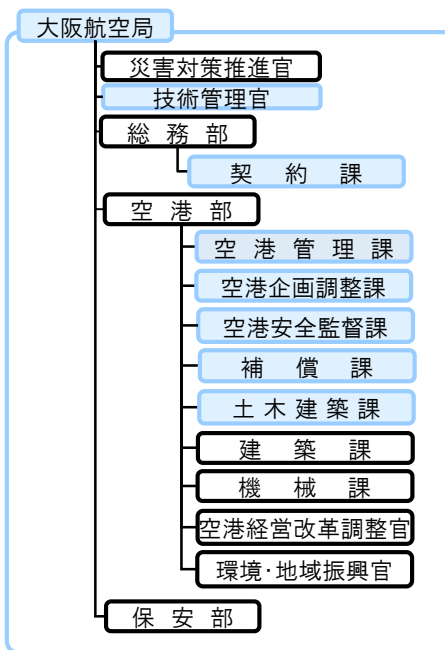 大阪航空局
災害対策推進官
技術管理官
総務部
契約課
空港部
空港管理課
空港企画調整課
空港安全監督課
補償課
土木建築課
建築課
機械課
空港経営改革調整官
環境・地域振興官
保安部